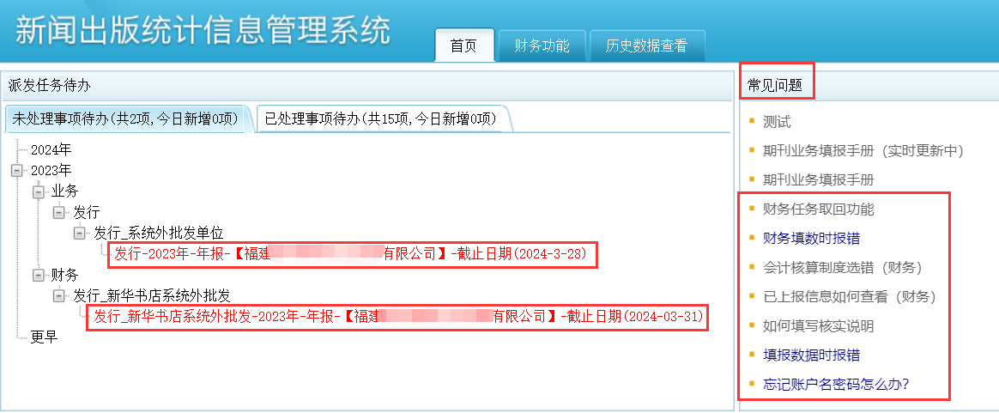 新闻出版统计信息管理系统
首页 财务功能 历史数据查看
派发任务待办
未处理事项待办(共2项,今日新增0项) 已处理事项待办(共15项,今日新增0项)
2024年
2023年
业务
发行
发行_系统外批发单位
发行-2023年-年报-【福建 有限公司】-截止日期(2024-3-28)
财务
发行_新华书店系统外批发
发行_新华书店系统外批发-2023年-年报-【福建 有限公司】-截止日期(2024-03-31)
更早
常见问题
测试
期刊业务填报手册（实时更新中）
期刊业务填报手册
财务任务取回功能
财务填数时报错
会计核算制度选错（财务）
已上报信息如何查看（财务）
如何填写核实说明
填报数据时报错
忘记账户名密码怎么办?